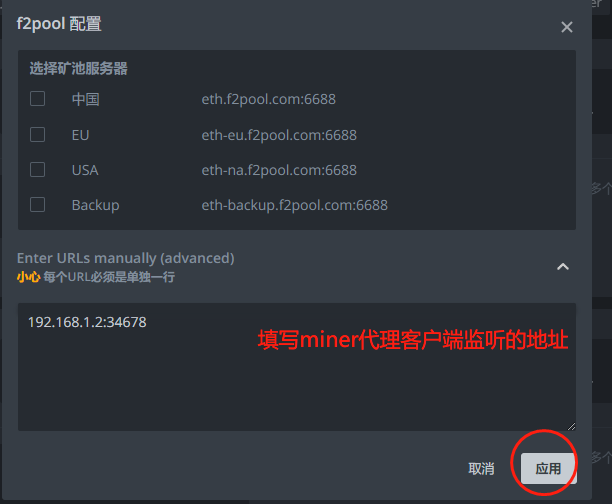 f2pool 配置
选择矿池服务器
中国 eth.f2pool.com:6688
EU eth-eu.f2pool.com:6688
USA eth-na.f2pool.com:6688
Backup eth-backup.f2pool.com:6688
Enter URLs manually (advanced)
小心 每个URL必须是单独一行
192.168.1.2:34678
填写miner代理客户端监听的地址
取消 应用
多个
多个